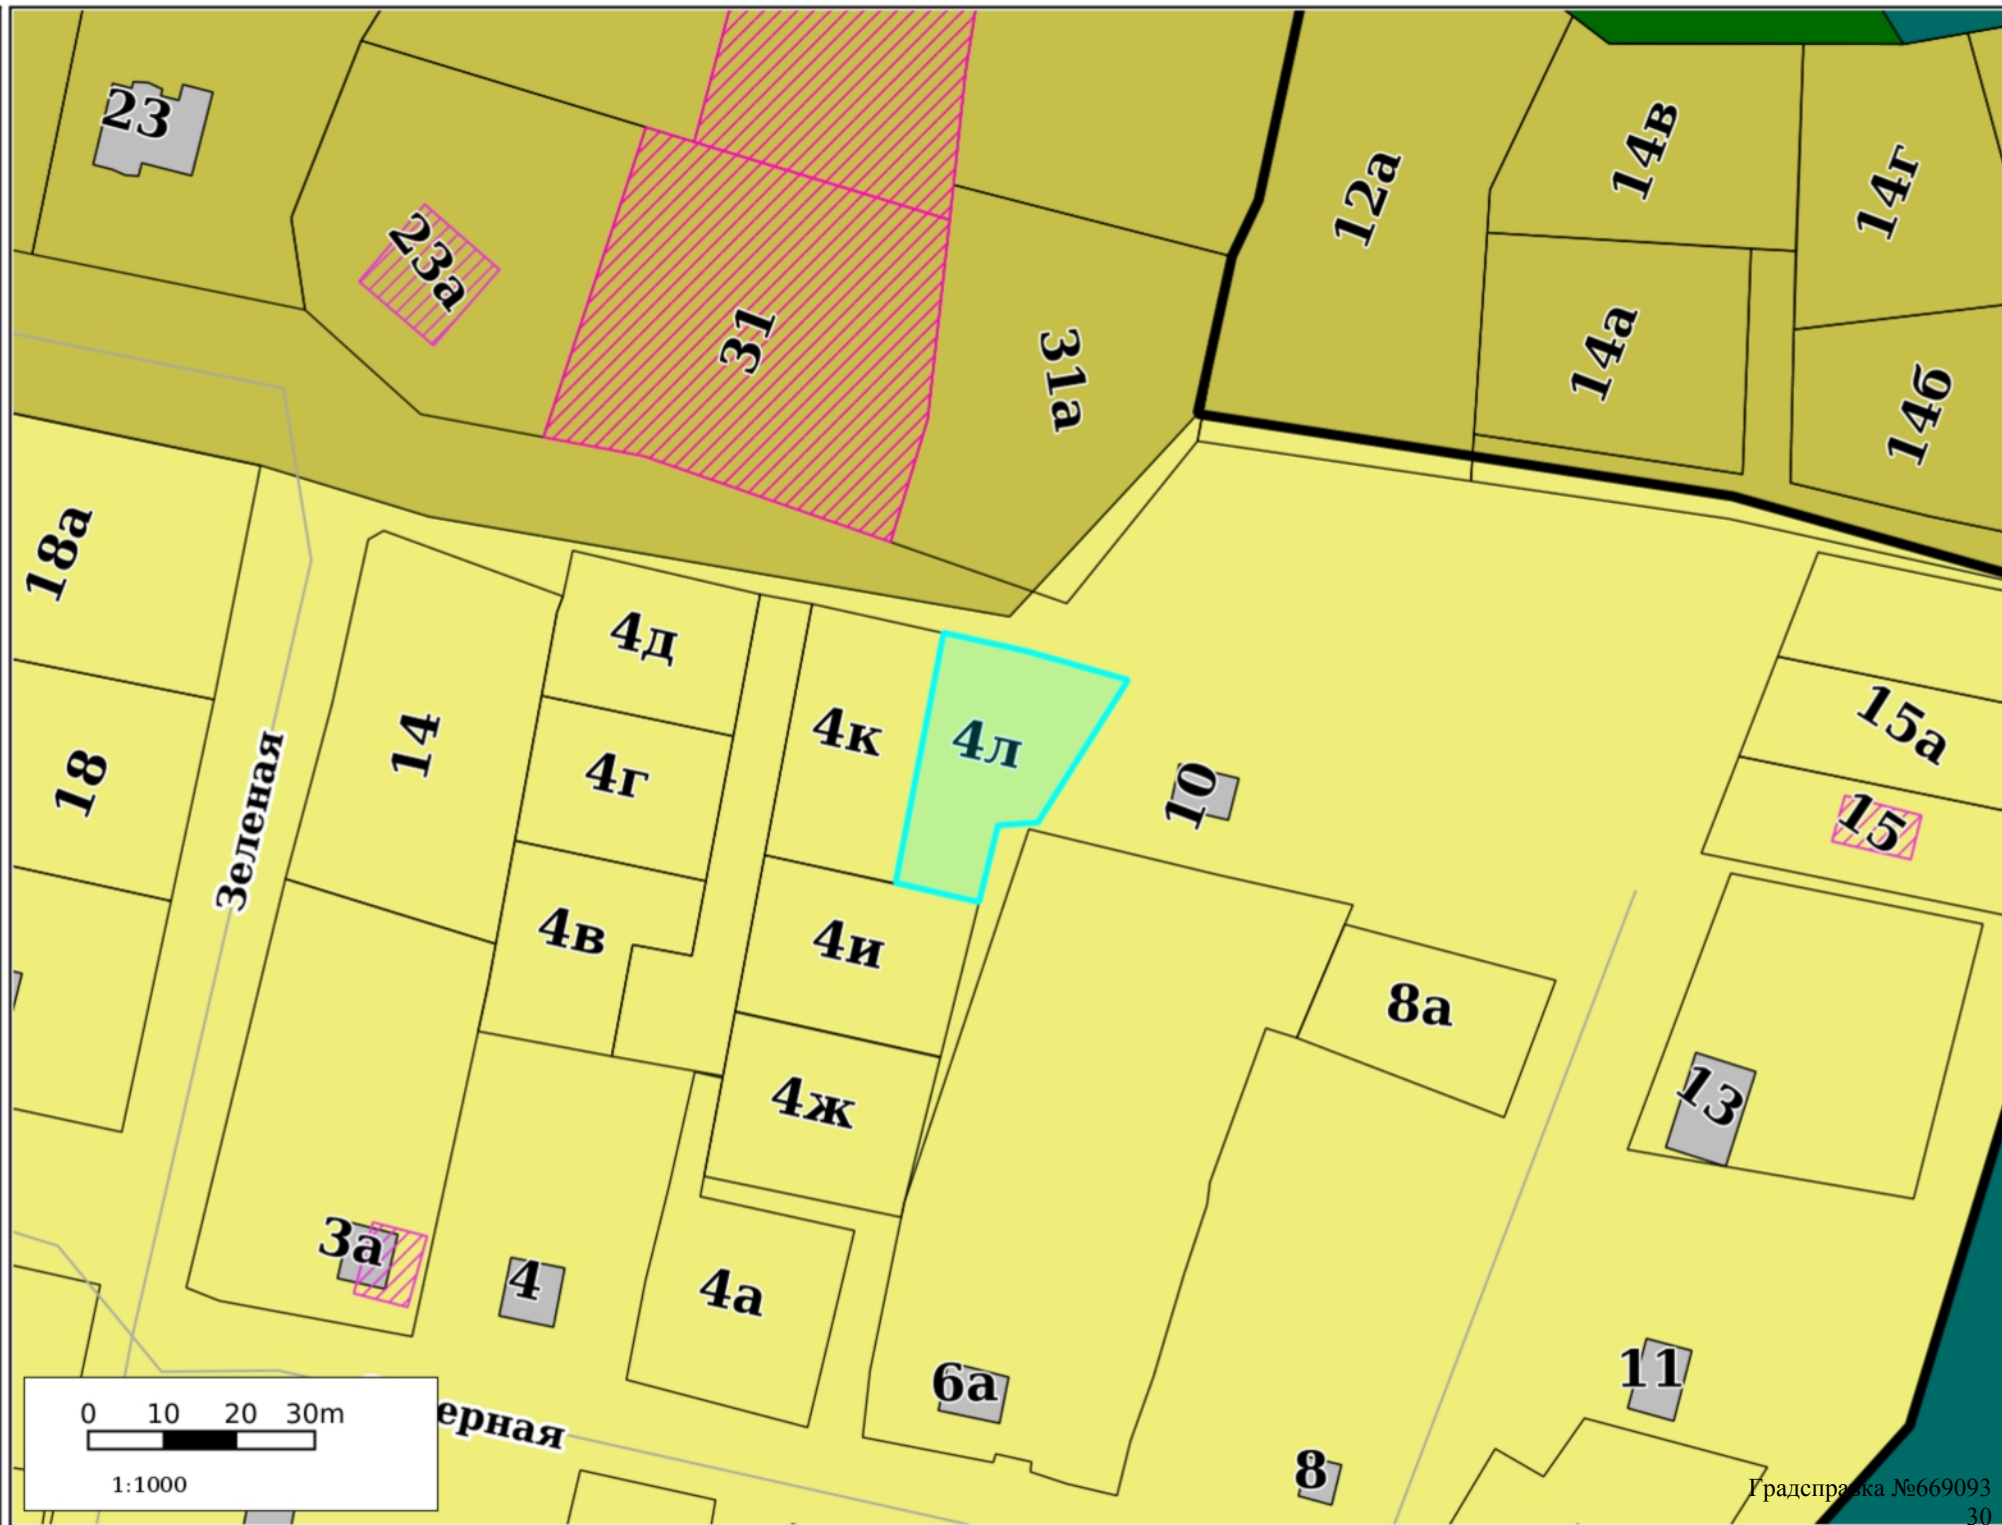 23
23а
31
31а
12а
14в
14г
14а
14б
18а
18
Зеленая
14
4д
4г
4в
4к
4л
4и
4ж
10
15а
15
8а
13
3а
4
4а
6а
11
8
ерная
0 10 20 30m
1:1000
Градсправка №669093
30